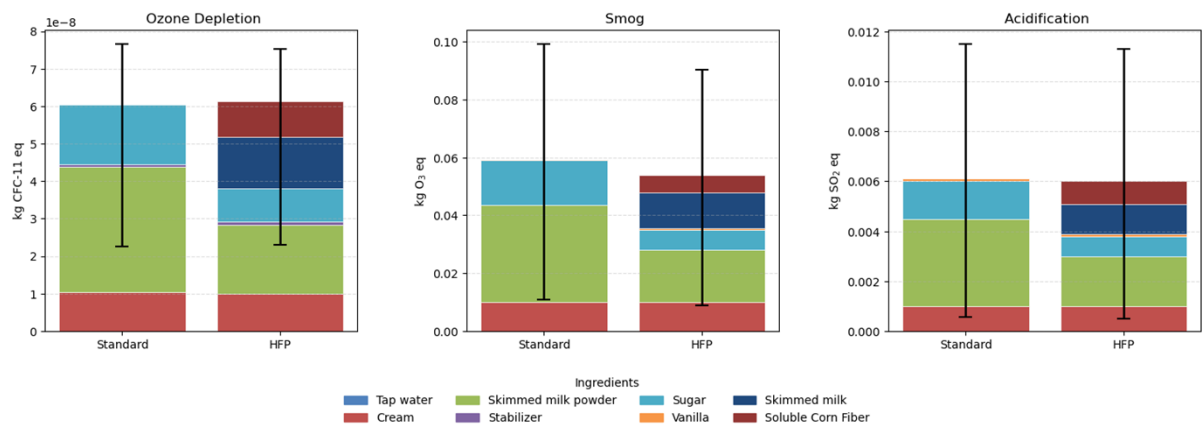 Ozone Depletion
1e−8
8
7
6
5
4
3
2
1
0
kg CFC-11 eq
Standard HFP
Smog
0.10
0.08
0.06
0.04
0.02
0.00
kg O₃ eq
Standard HFP
Acidification
0.012
0.010
0.008
0.006
0.004
0.002
0.000
kg SO₂ eq
Standard HFP
Ingredients
Tap water Skimmed milk powder Sugar Skimmed milk
Cream Stabilizer Vanilla Soluble Corn Fiber